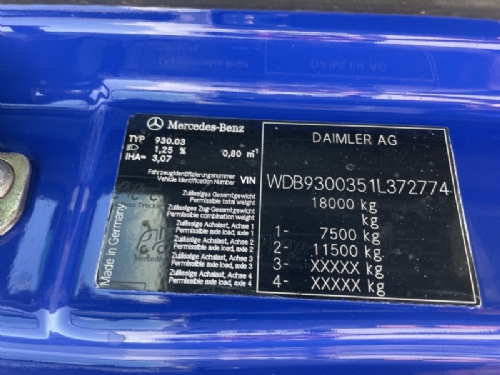 Mercedes-Benz
DAIMLER AG
TYP 930.03
1,25 %
IHA= 3,07 0,80 m⁻¹
Fahrzeugidentifizierungsnummer
Vehicle Identification Number VIN WDB9300351L372774
Zulässiges Gesamtgewicht
Permissible total weight 18000 kg
Zulässiges Zug-Gesamtgewicht
Permissible combination weight kg
Zulässige Achslast, Achse 1
Permissible axle load, axle 1 1- 7500 kg
Zulässige Achslast, Achse 2
Permissible axle load, axle 2 2- 11500 kg
Zulässige Achslast, Achse 3
Permissible axle load, axle 3 3- XXXXX kg
Zulässige Achslast, Achse 4
Permissible axle load, axle 4 4- XXXXX kg
Made in Germany